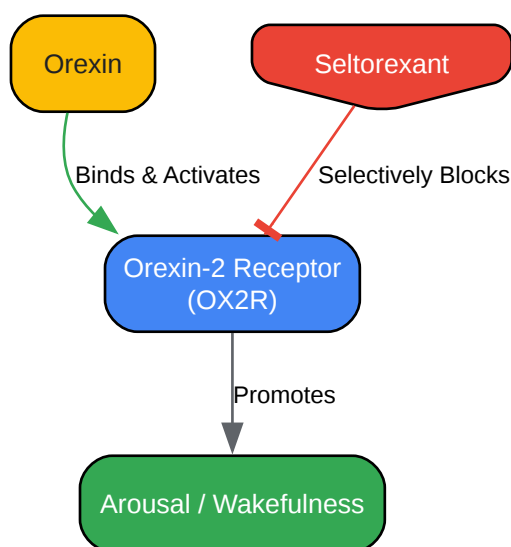 Orexin
Seltorexant
Binds & Activates
Selectively Blocks
Orexin-2 Receptor
(OX2R)
Promotes
Arousal / Wakefulness